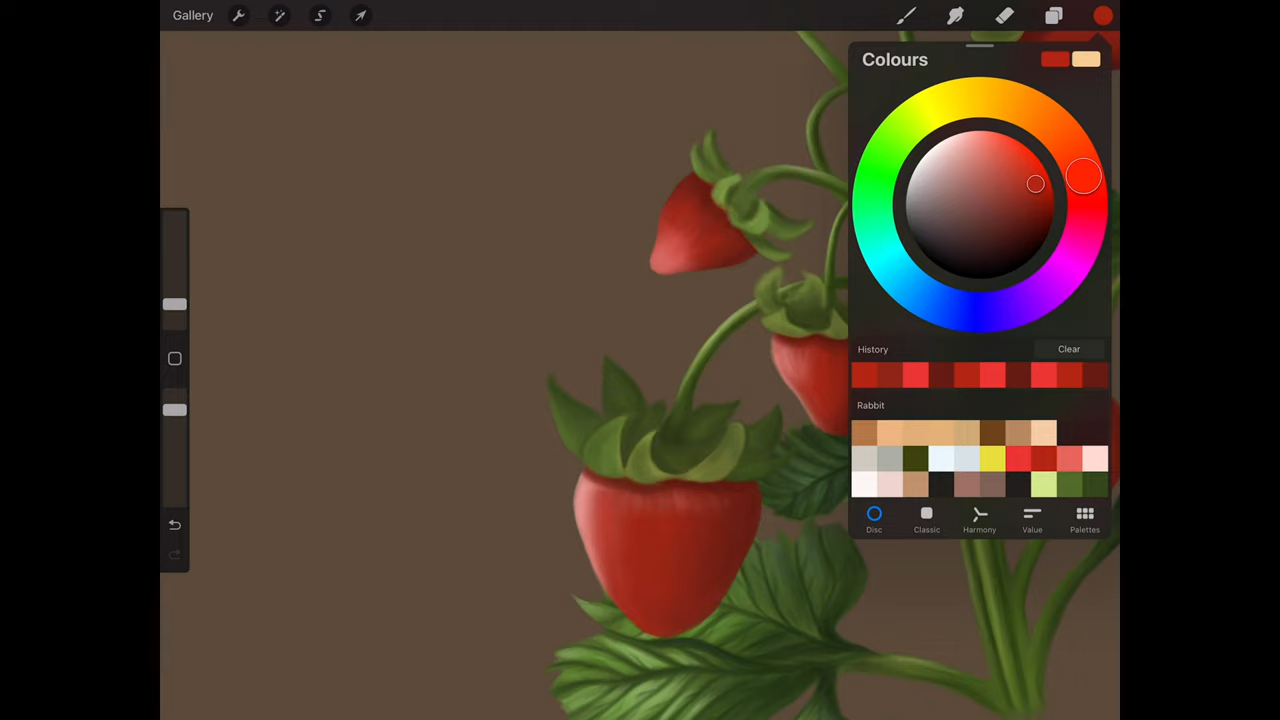 Gallery
Colours
History
Clear
Rabbit
Disc
Classic
Harmony
Value
Palettes